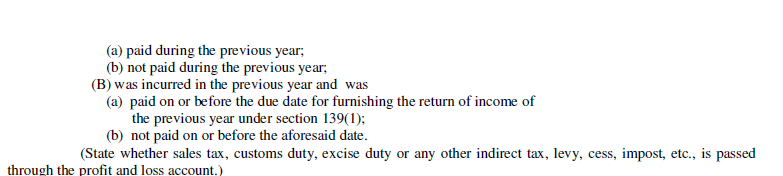 (a) paid during the previous year;
(b) not paid during the previous year;
(B) was incurred in the previous year and was
(a) paid on or before the due date for furnishing the return of income of
the previous year under section 139(1);
(b) not paid on or before the aforesaid date.
(State whether sales tax, customs duty, excise duty or any other indirect tax, levy, cess, impost, etc., is passed
through the profit and loss account.)